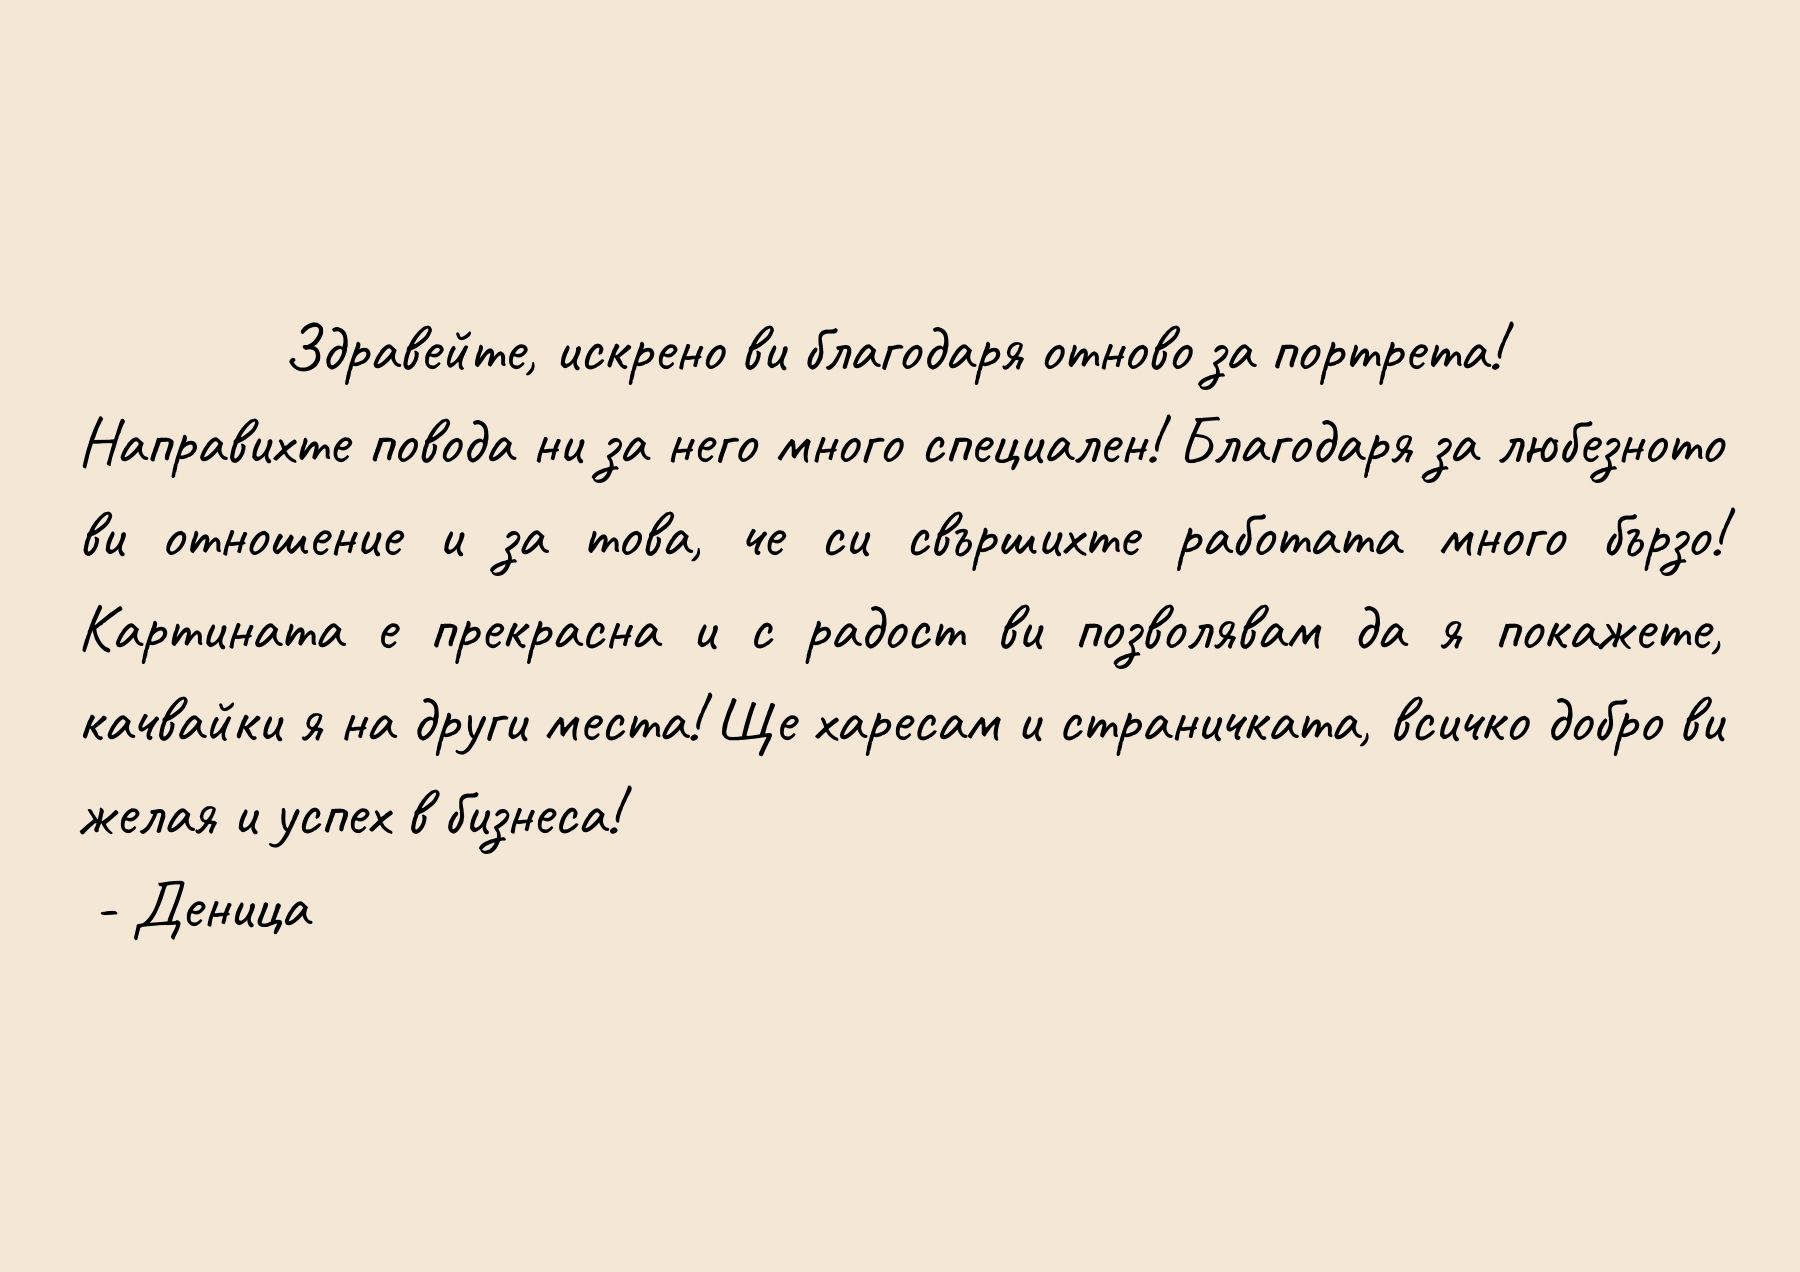 Здравейте, искрено ви благодаря отново за портрета!
Направихте повода ни за него много специален! Благодаря за любезното
ви отношение и за това, че си свършихте работата много бързо!
Картината е прекрасна и с радост ви позволявам да я покажете,
качвайки я на други места! Ще харесам и страничката, всичко добро ви
желая и успех в бизнеса!
- Деница